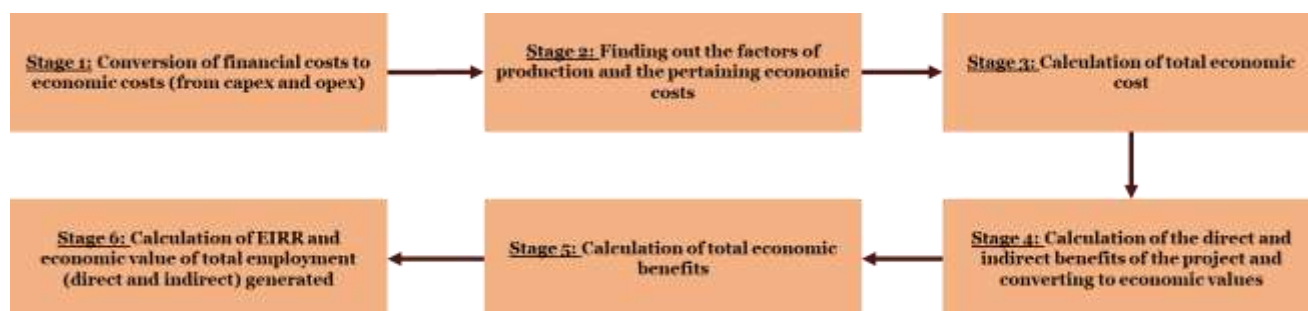 Stage 1: Conversion of financial costs to
economic costs (from capex and opex)
Stage 2: Finding out the factors of
production and the pertaining economic
costs
Stage 3: Calculation of total economic
cost
Stage 4: Calculation of the direct and
indirect benefits of the project and
converting to economic values
Stage 5: Calculation of total economic
benefits
Stage 6: Calculation of EIRR and
economic value of total employment
(direct and indirect) generated